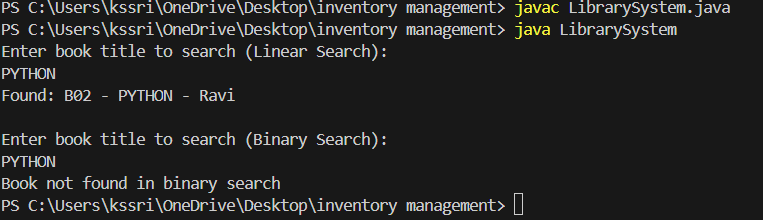 PS C:\Users\kssri\OneDrive\Desktop\inventory management> javac LibrarySystem.java
PS C:\Users\kssri\OneDrive\Desktop\inventory management> java LibrarySystem
Enter book title to search (Linear Search):
PYTHON
Found: B02 - PYTHON - Ravi

Enter book title to search (Binary Search):
PYTHON
Book not found in binary search
PS C:\Users\kssri\OneDrive\Desktop\inventory management>